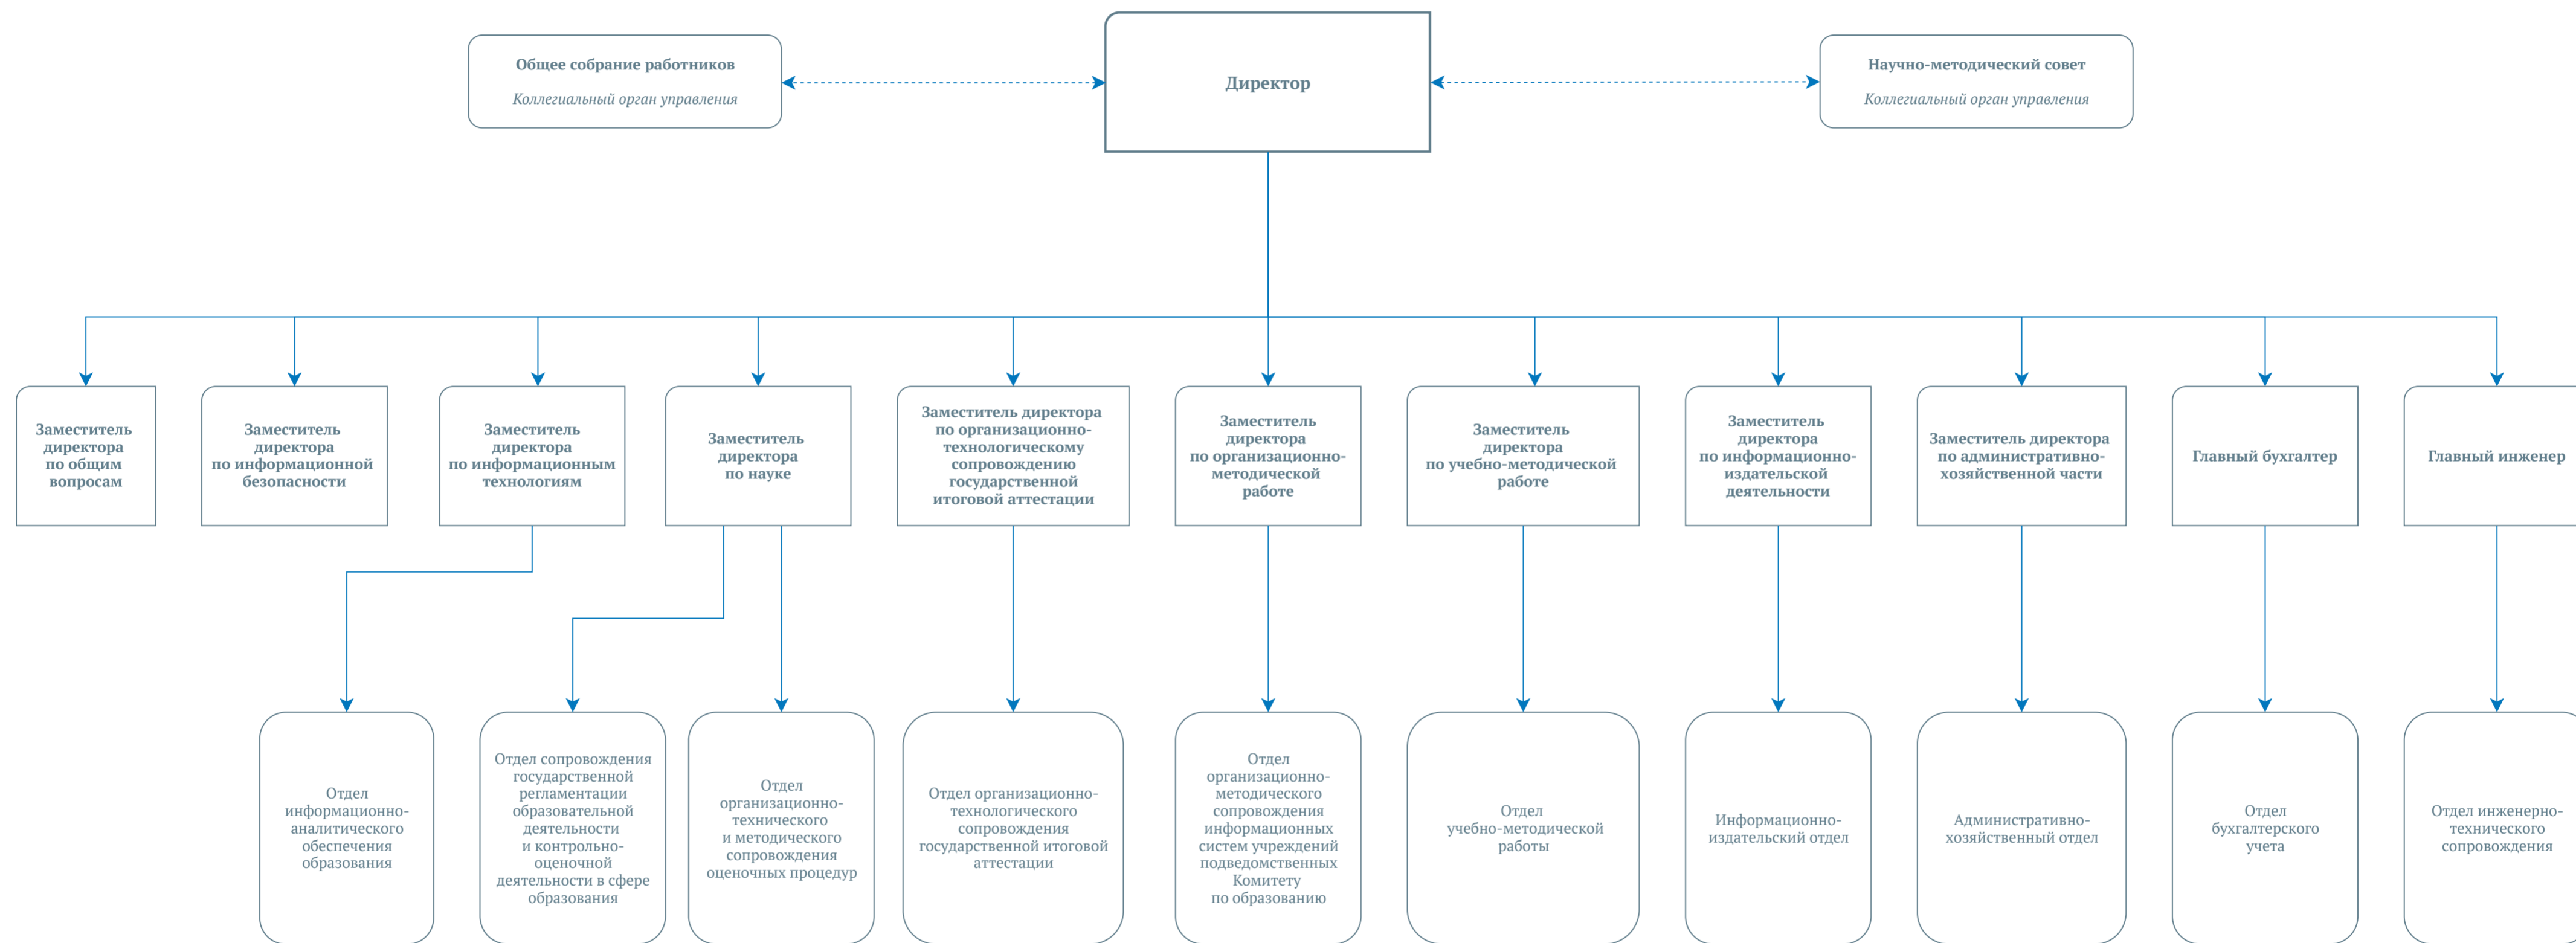 Общее собрание работников
Коллегиальный орган управления
Директор
Научно-методический совет
Коллегиальный орган управления
Заместитель
директора
по общим
вопросам
Заместитель
директора
по информационной
безопасности
Заместитель
директора
по информационным
технологиям
Заместитель
директора
по науке
Заместитель директора
по организационно-
технологическому
сопровождению
государственной
итоговой аттестации
Заместитель
директора
по организационно-
методической
работе
Заместитель
директора
по учебно-методической
работе
Заместитель
директора
по информационно-
издательской
деятельности
Заместитель директора
по административно-
хозяйственной части
Главный бухгалтер
Главный инженер
Отдел
информационно-
аналитического
обеспечения
образования
Отдел сопровождения
государственной
регламентации
образовательной
деятельности
и контрольно-
оценочной
деятельности в сфере
образования
Отдел
организационно-
технического
и методического
сопровождения
оценочных процедур
Отдел организационно-
технологического
сопровождения
государственной итоговой
аттестации
Отдел
организационно-
методического
сопровождения
информационных
систем учреждений
подведомственных
Комитету
по образованию
Отдел
учебно-методической
работы
Информационно-
издательский отдел
Административно-
хозяйственный отдел
Отдел
бухгалтерского
учета
Отдел инженерно-
технического
сопровождения